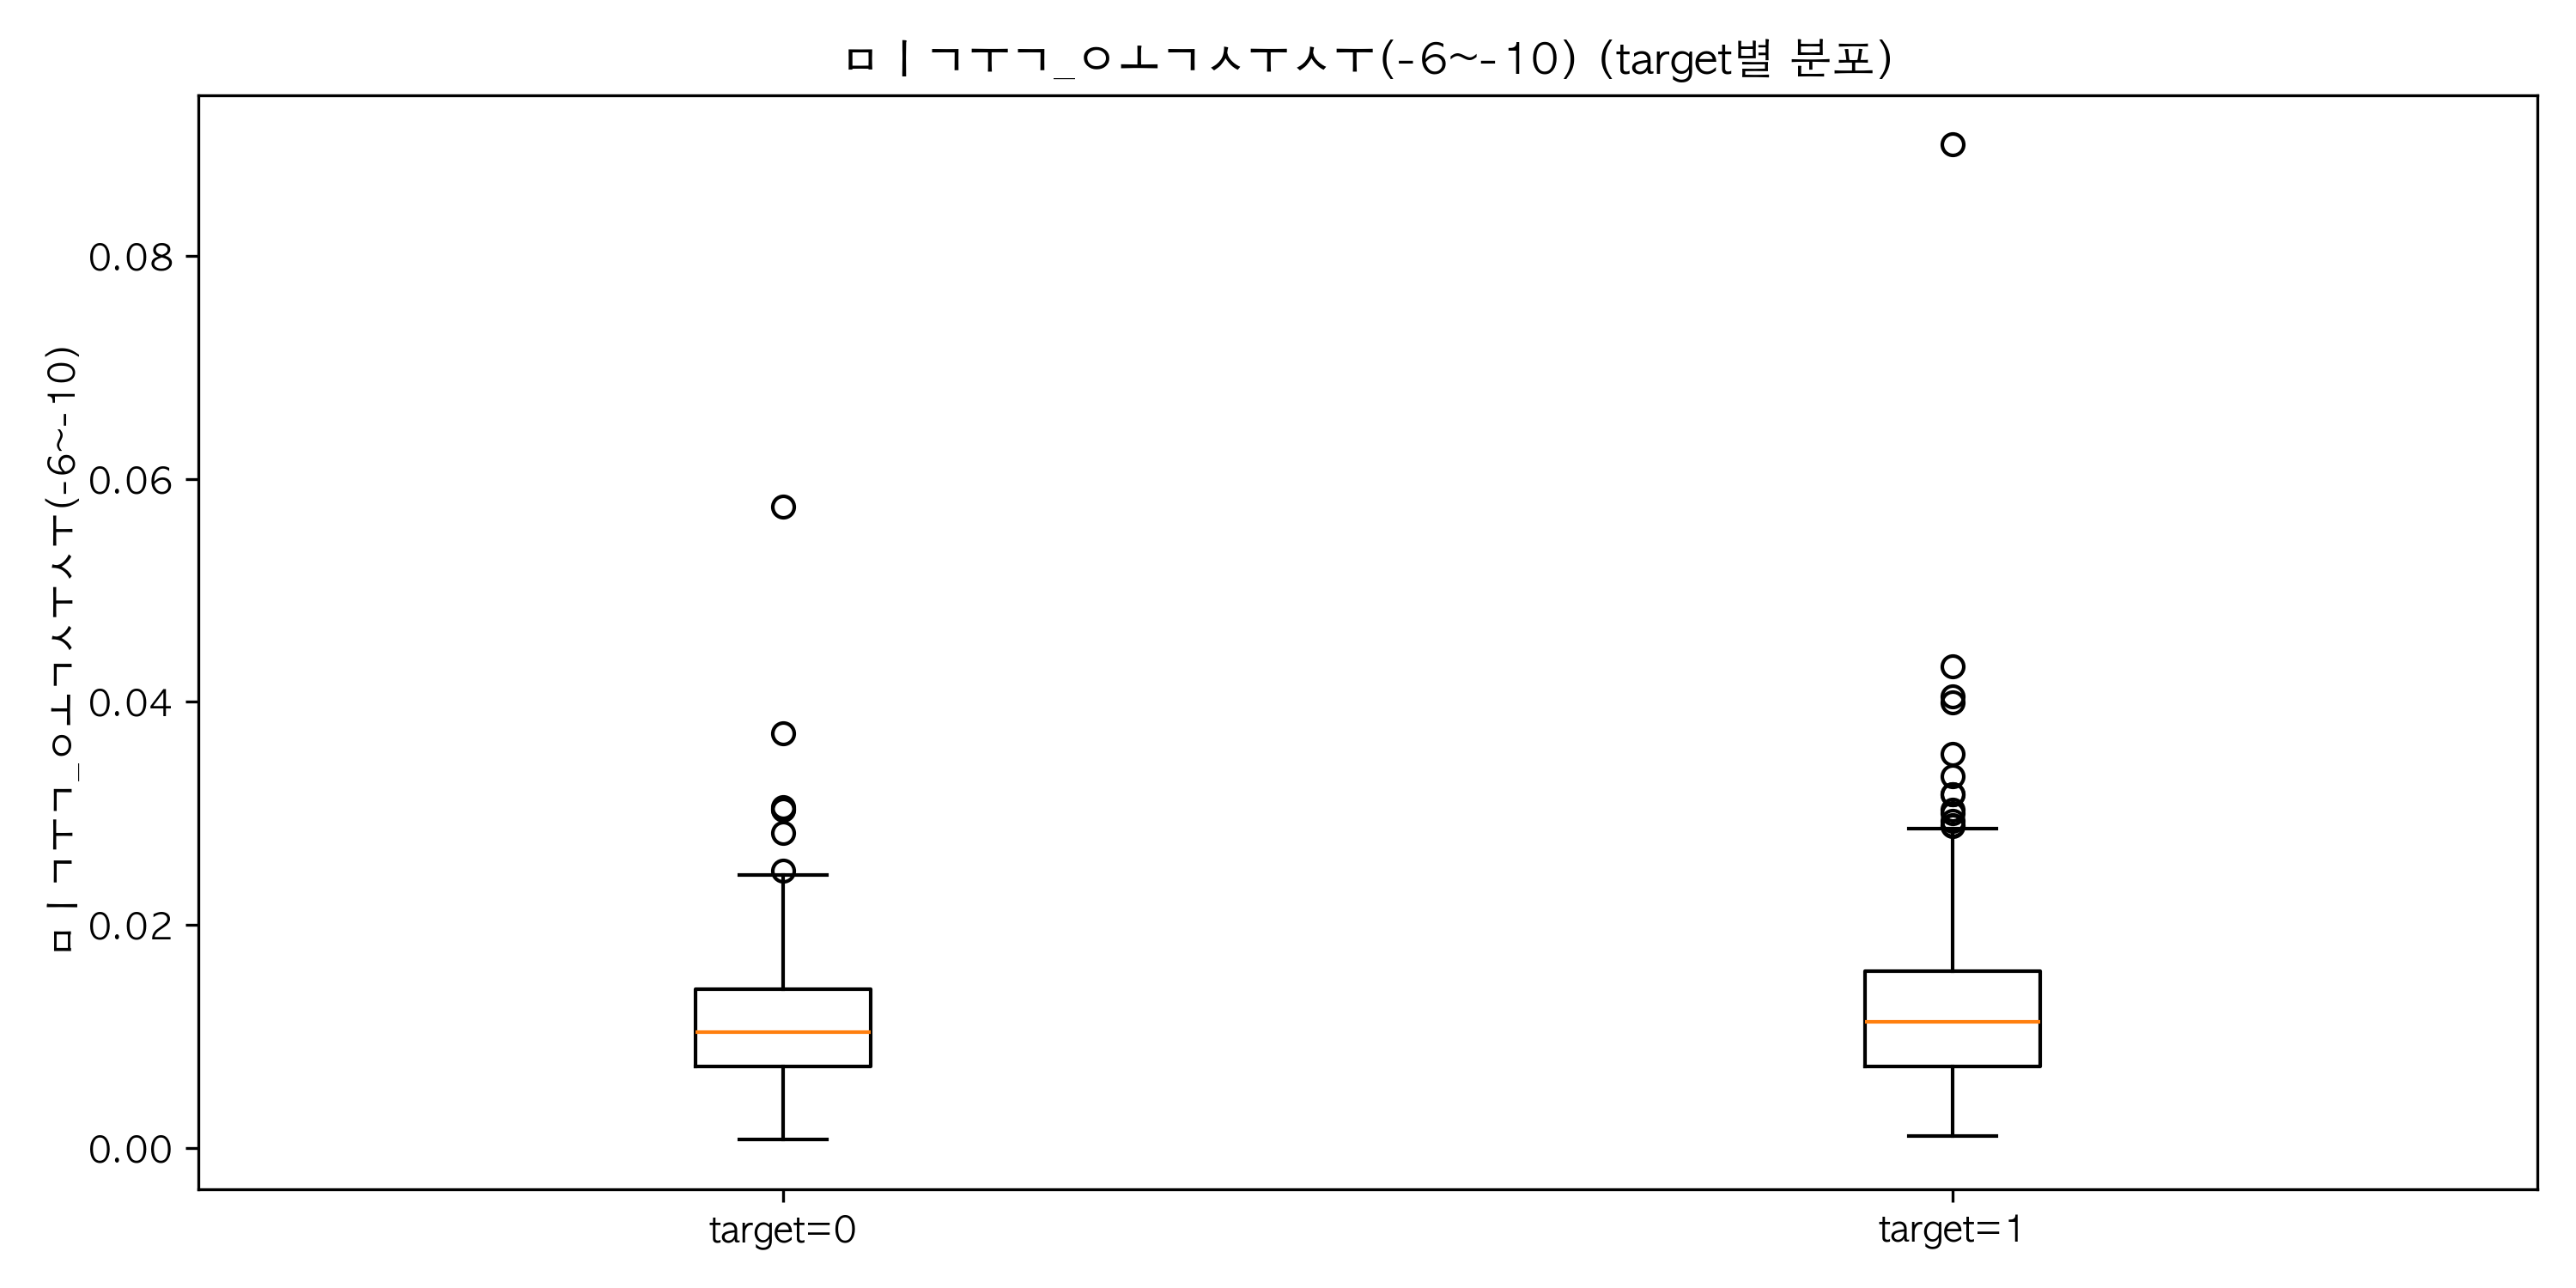 ㅁㅣㄱㅜㄱ_ㅇㅗㄱㅅㅜㅅㅜ(-6~-10) (target별 분포)
ㅁㅣㄱㅜㄱ_ㅇㅗㄱㅅㅜㅅㅜ(-6~-10)
0.08
0.06
0.04
0.02
0.00
target=0
target=1